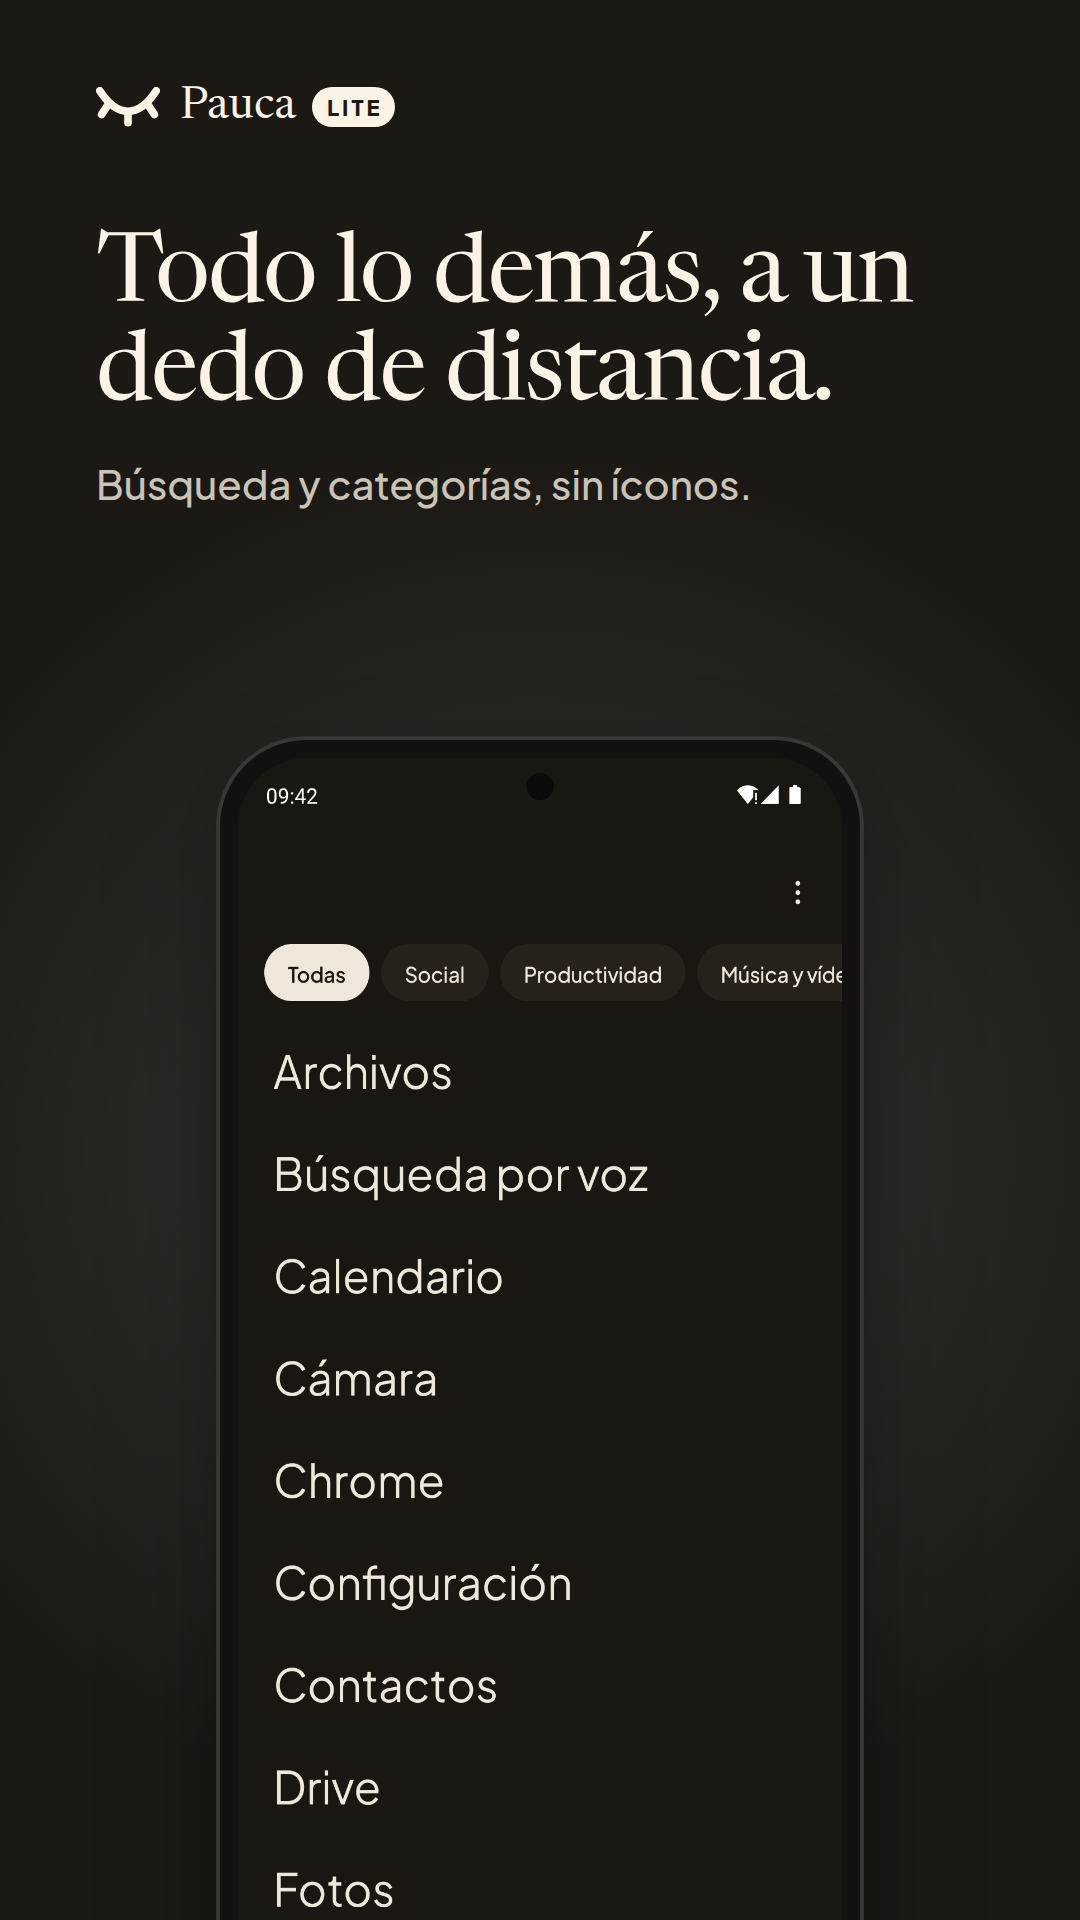 Pauca LITE
Todo lo demás, a un
dedo de distancia.
Búsqueda y categorías, sin íconos.
09:42
Todas Social Productividad Música y víde
Archivos
Búsqueda por voz
Calendario
Cámara
Chrome
Configuración
Contactos
Drive
Fotos